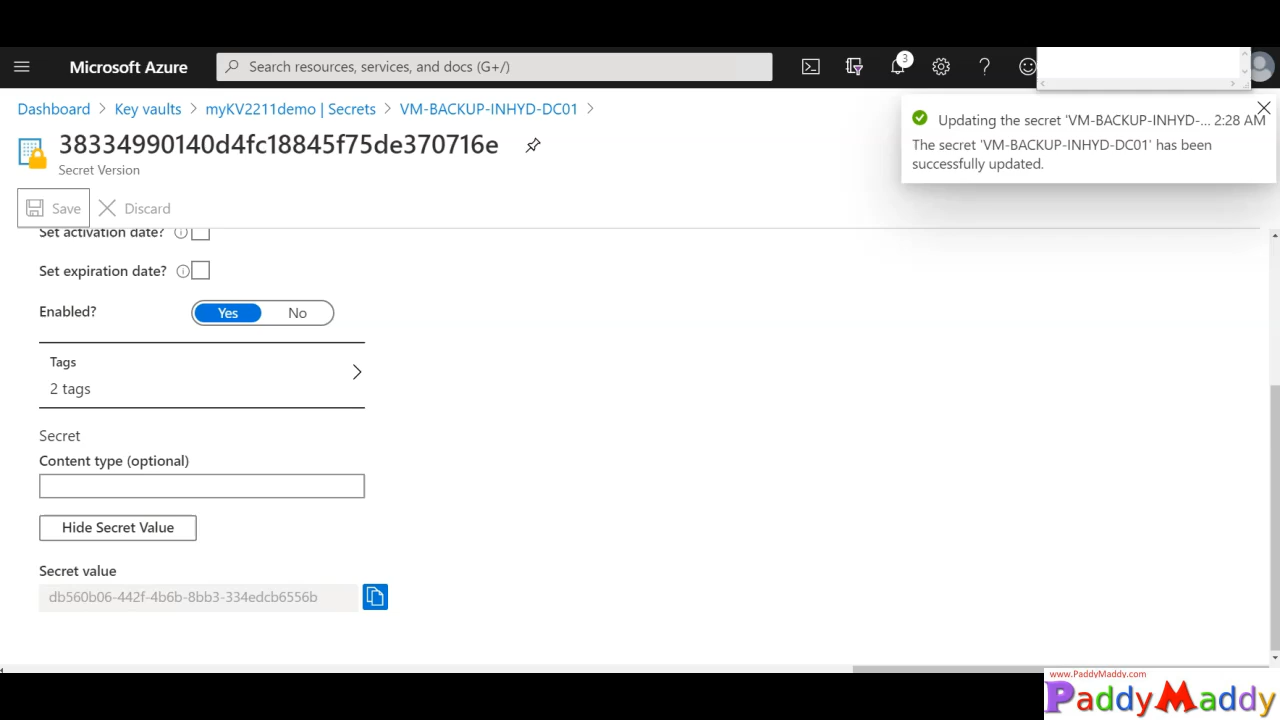 Microsoft Azure
Search resources, services, and docs (G+/)
3
Dashboard > Key vaults > myKV2211demo | Secrets > VM-BACKUP-INHYD-DC01 >
38334990140d4fc18845f75de370716e
Secret Version
Updating the secret 'VM-BACKUP-INHYD-... 2:28 AM
The secret 'VM-BACKUP-INHYD-DC01' has been
successfully updated.
Save Discard
Set activation date?
Set expiration date?
Enabled? Yes No
Tags
2 tags
Secret
Content type (optional)
Hide Secret Value
Secret value
db560b06-442f-4b6b-8bb3-334edcb6556b
www.PaddyMaddy.com
PaddyMaddy